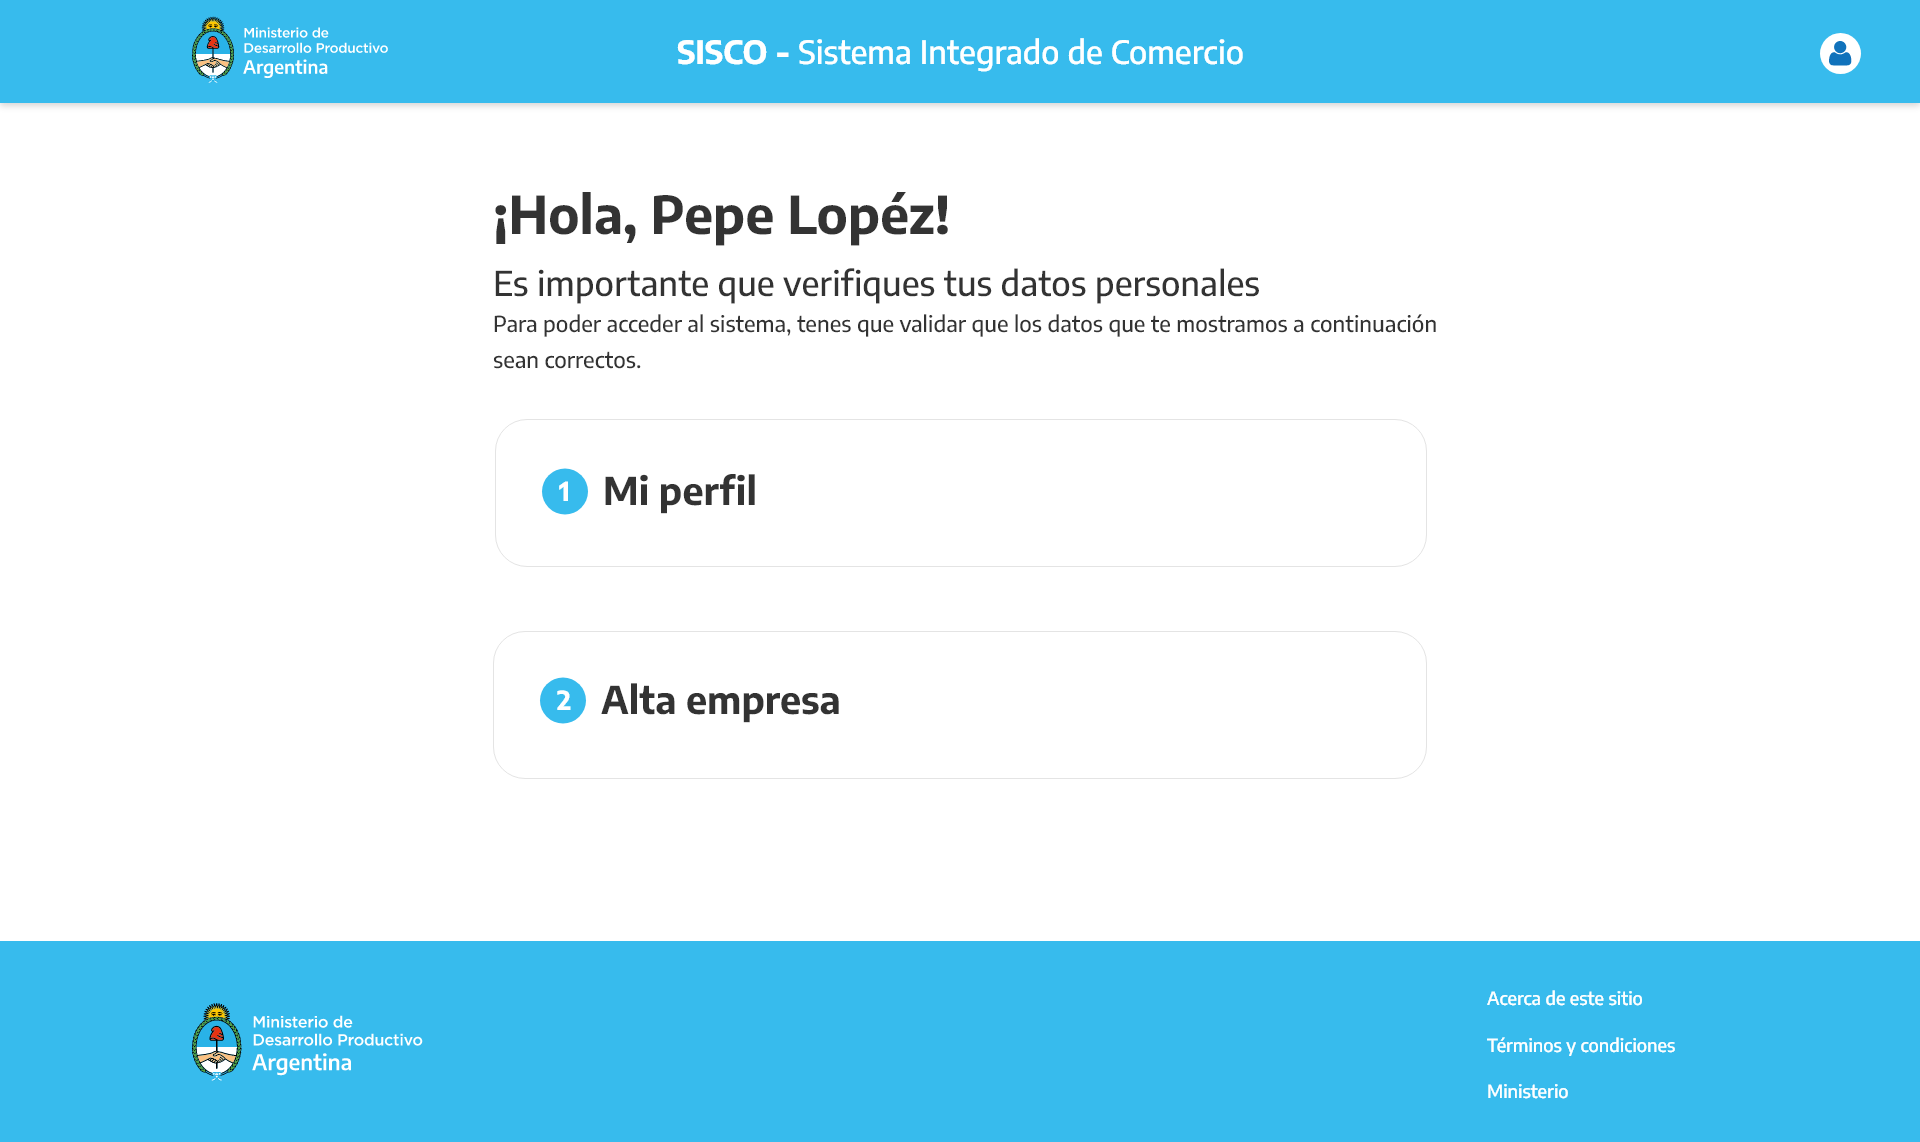 Ministerio de
Desarrollo Productivo
Argentina
SISCO - Sistema Integrado de Comercio
¡Hola, Pepe Lopéz!
Es importante que verifiques tus datos personales
Para poder acceder al sistema, tenes que validar que los datos que te mostramos a continuación
sean correctos.
1 Mi perfil
2 Alta empresa
Ministerio de
Desarrollo Productivo
Argentina
Acerca de este sitio
Términos y condiciones
Ministerio